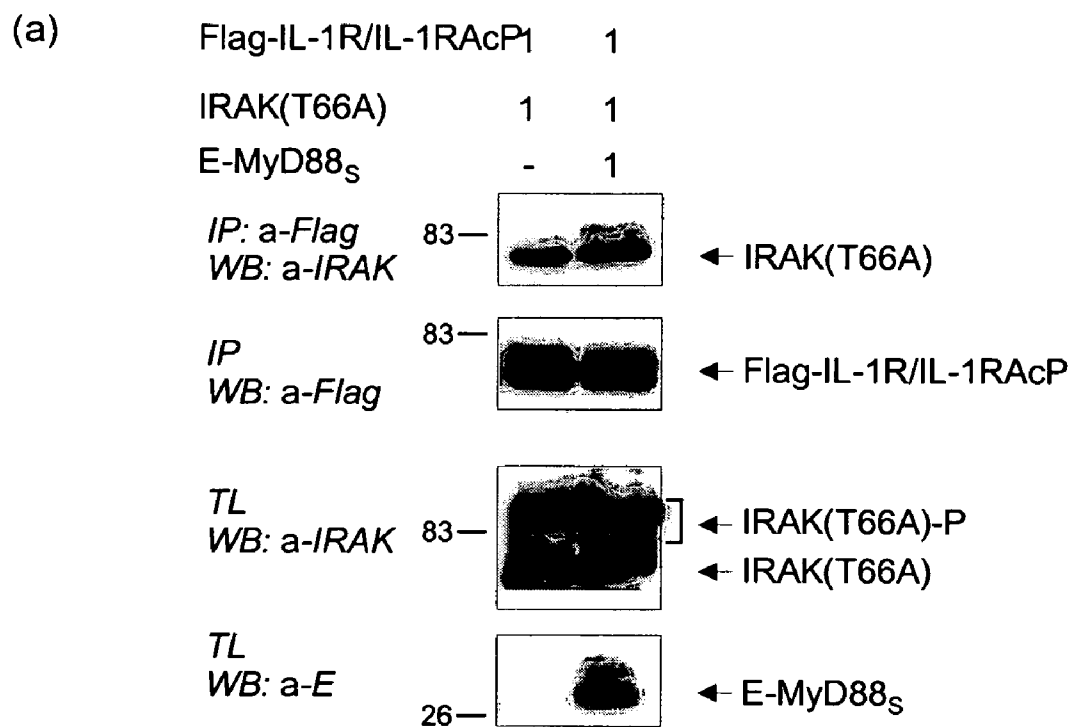 (a)
Flag-IL-1R/IL-1RAcP 1 1
IRAK(T66A) 1 1
E-MyD88S - 1
IP: a-Flag
WB: a-IRAK
83
IRAK(T66A)
IP
WB: a-Flag
83
Flag-IL-1R/IL-1RAcP
TL
WB: a-IRAK
83
IRAK(T66A)-P
IRAK(T66A)
TL
WB: a-E
26
E-MyD88S